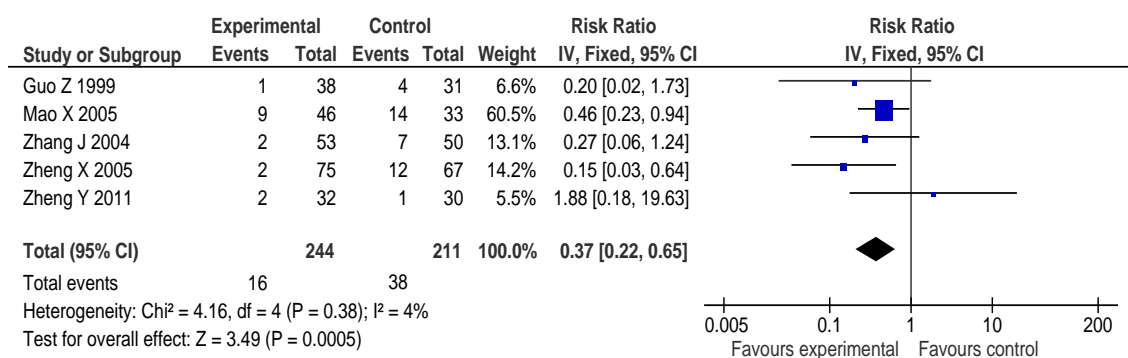 Experimental Control Risk Ratio Risk Ratio
Study or Subgroup Events Total Events Total Weight IV, Fixed, 95% CI IV, Fixed, 95% CI
Guo Z 1999 1 38 4 31 6.6% 0.20 [0.02, 1.73]
Mao X 2005 9 46 14 33 60.5% 0.46 [0.23, 0.94]
Zhang J 2004 2 53 7 50 13.1% 0.27 [0.06, 1.24]
Zheng X 2005 2 75 12 67 14.2% 0.15 [0.03, 0.64]
Zheng Y 2011 2 32 1 30 5.5% 1.88 [0.18, 19.63]
Total (95% CI) 244 211 100.0% 0.37 [0.22, 0.65]
Total events 16 38
Heterogeneity: Chi² = 4.16, df = 4 (P = 0.38); I² = 4%
Test for overall effect: Z = 3.49 (P = 0.0005)
0.005 0.1 1 10 200
Favours experimental Favours control